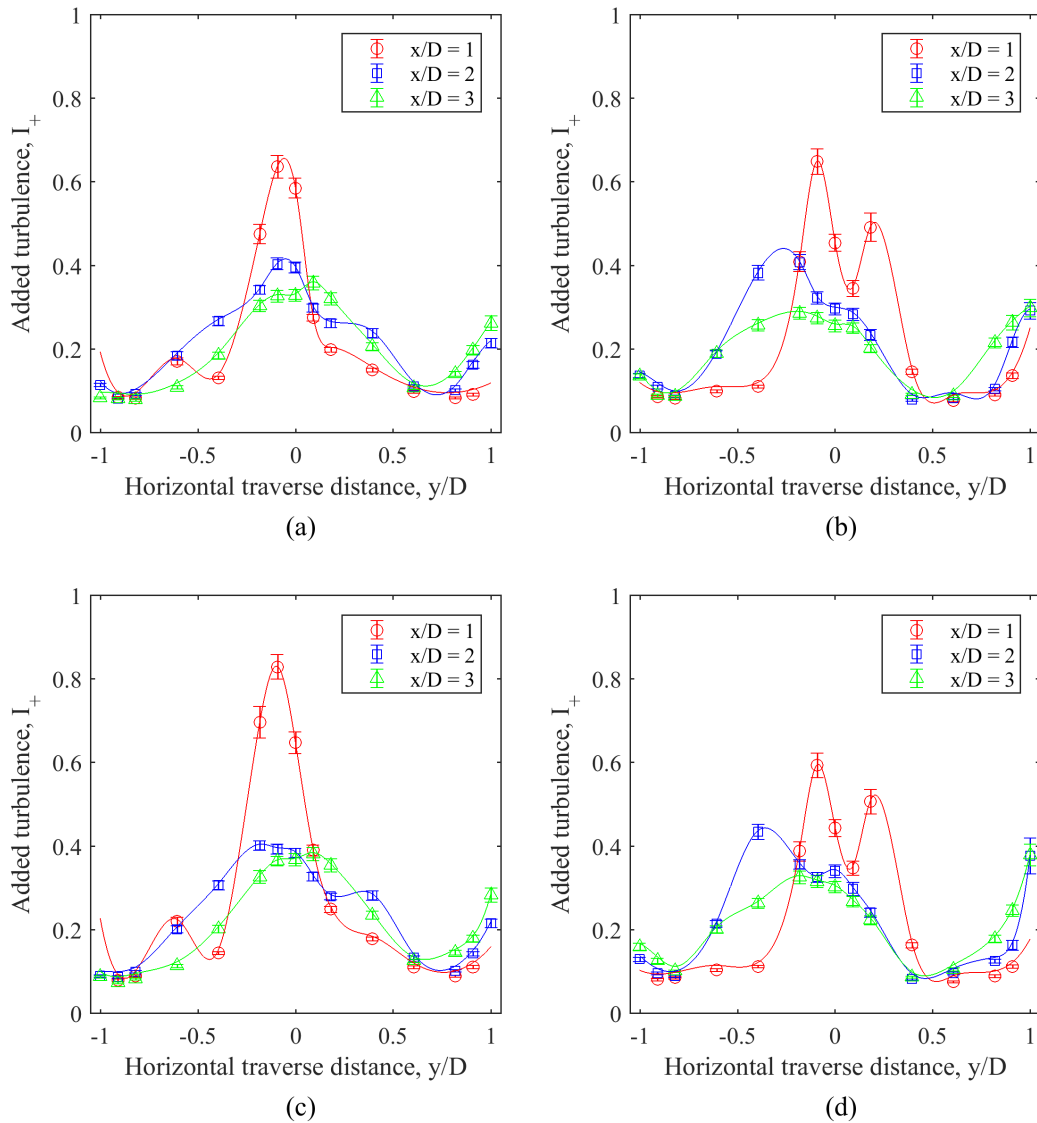 1
0.8
0.6
0.4
0.2
0
Added turbulence, I₊
-1 -0.5 0 0.5 1
Horizontal traverse distance, y/D
x/D = 1
x/D = 2
x/D = 3
(a)
1
0.8
0.6
0.4
0.2
0
Added turbulence, I₊
-1 -0.5 0 0.5 1
Horizontal traverse distance, y/D
x/D = 1
x/D = 2
x/D = 3
(b)
1
0.8
0.6
0.4
0.2
0
Added turbulence, I₊
-1 -0.5 0 0.5 1
Horizontal traverse distance, y/D
x/D = 1
x/D = 2
x/D = 3
(c)
1
0.8
0.6
0.4
0.2
0
Added turbulence, I₊
-1 -0.5 0 0.5 1
Horizontal traverse distance, y/D
x/D = 1
x/D = 2
x/D = 3
(d)